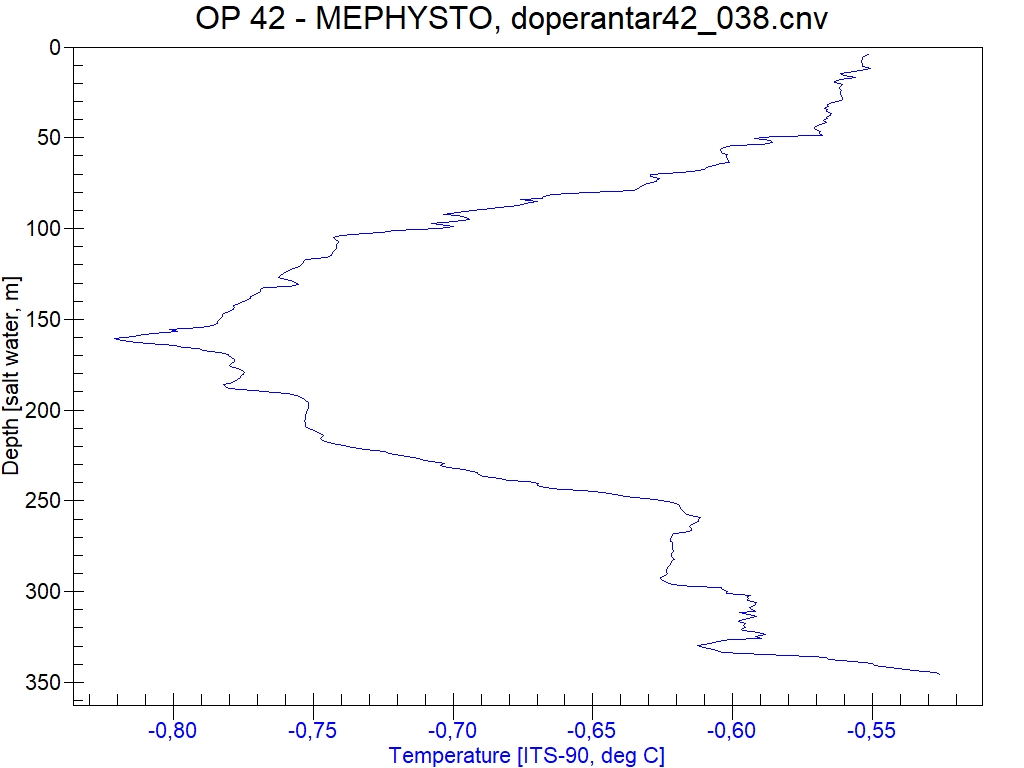 OP 42 - MEPHYSTO, doperantar42_038.cnv
0
50
100
150
200
250
300
350
Depth [salt water, m]
-0,80 -0,75 -0,70 -0,65 -0,60 -0,55
Temperature [ITS-90, deg C]